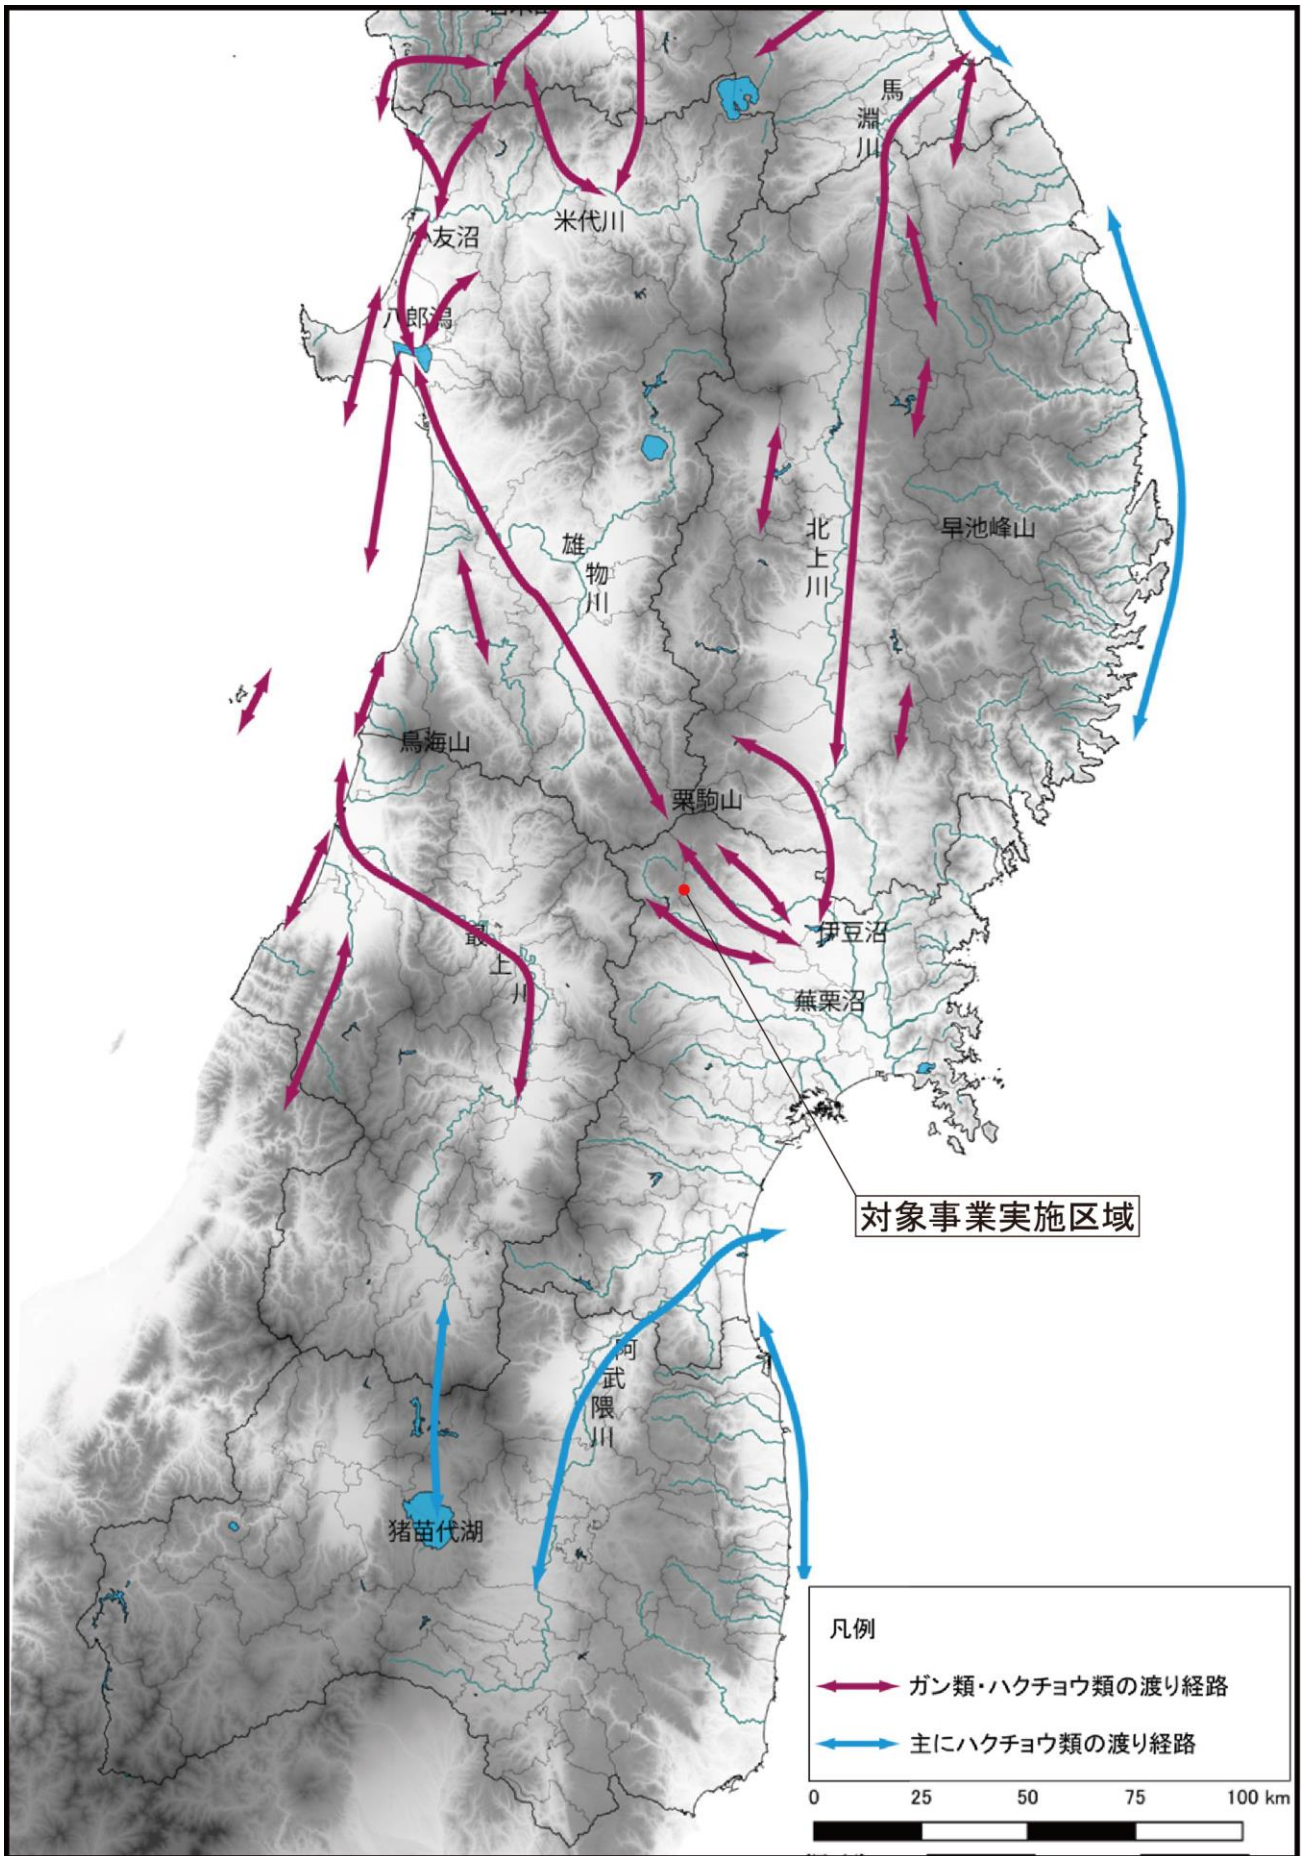 馬淵川
米代川
小友沼
八郎潟
雄物川
北上川
早池峰山
鳥海山
栗駒山
伊豆沼
最上川
蕪栗沼
対象事業実施区域
阿武隈川
猪苗代湖
凡例
ガン類・ハクチョウ類の渡り経路
主にハクチョウ類の渡り経路
0 25 50 75 100 km